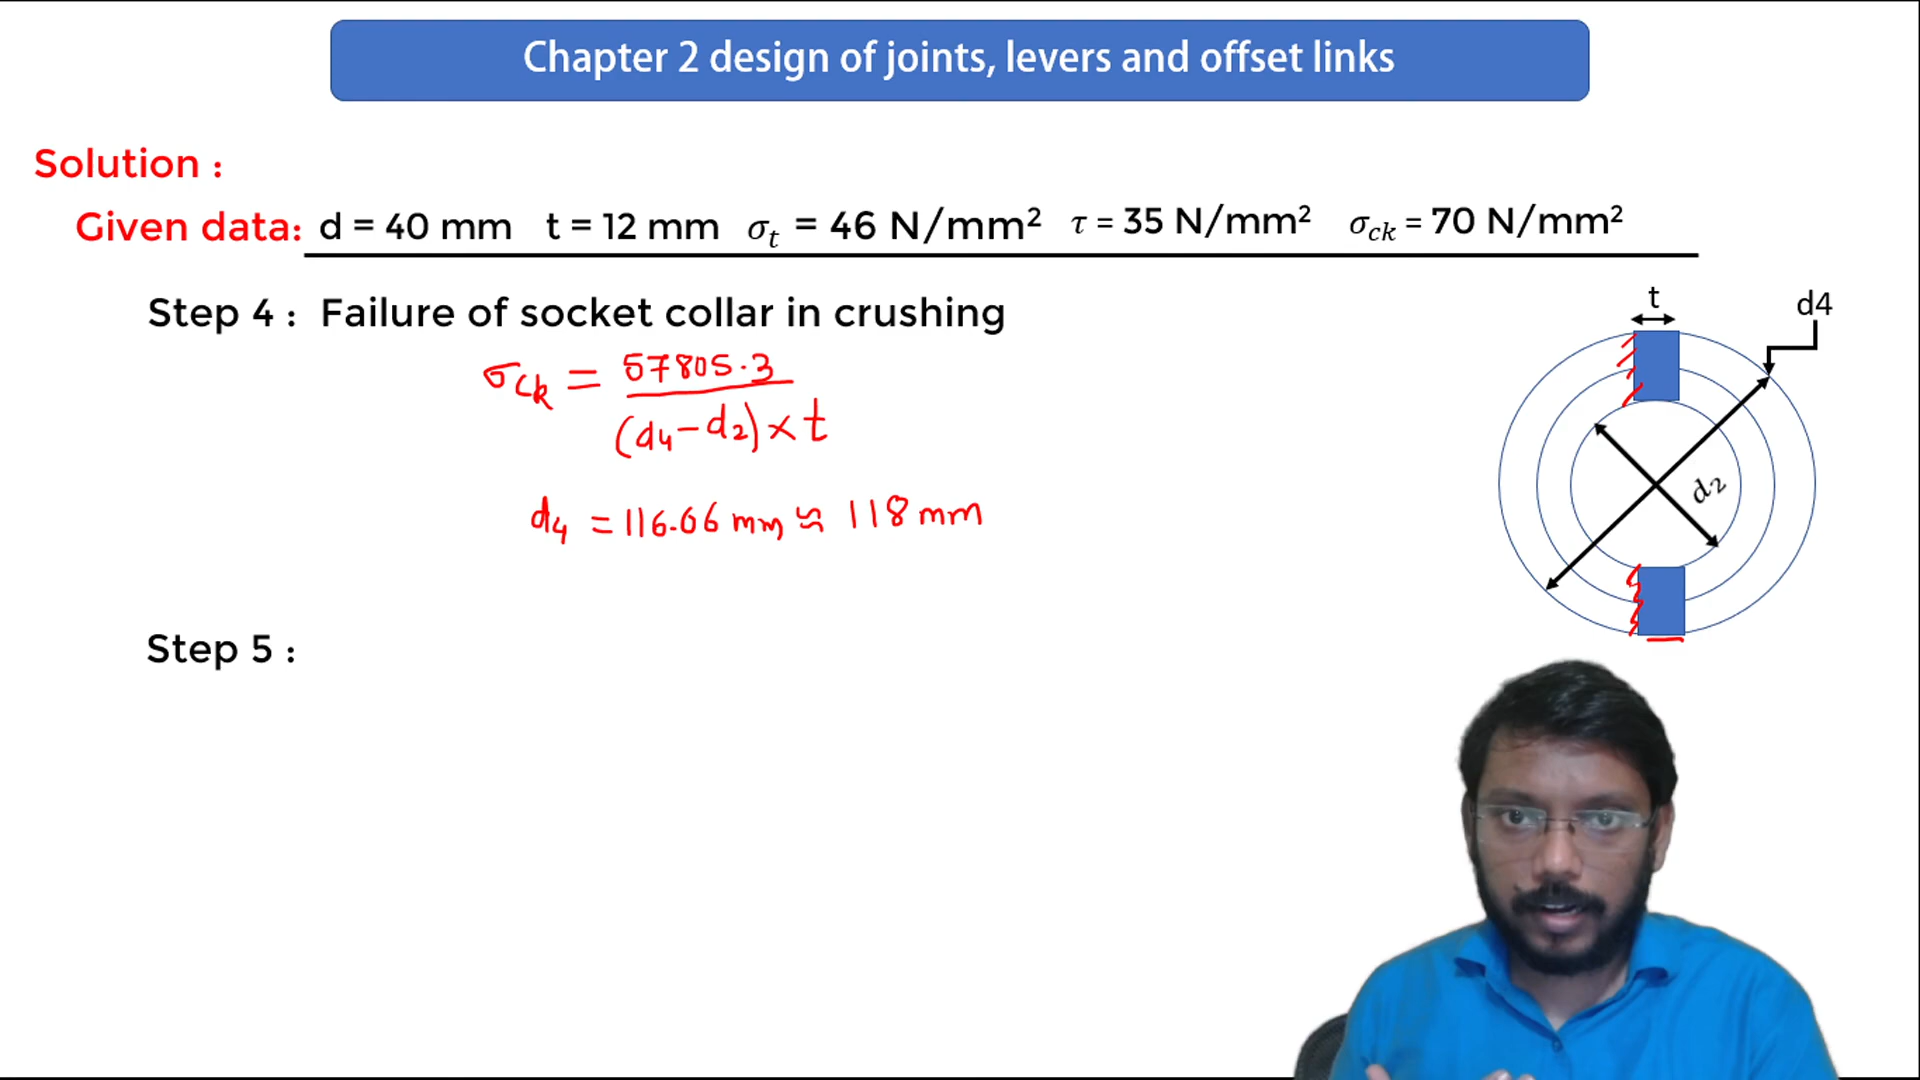 Chapter 2 design of joints, levers and offset links
Solution :
Given data: d = 40 mm t = 12 mm σt = 46 N/mm² τ = 35 N/mm² σck = 70 N/mm²
Step 4 : Failure of socket collar in crushing
σck = 57805.3
(d4-d2) × t
d4 = 116.06 mm ≈ 118 mm
Step 5 :
t
d4
d2